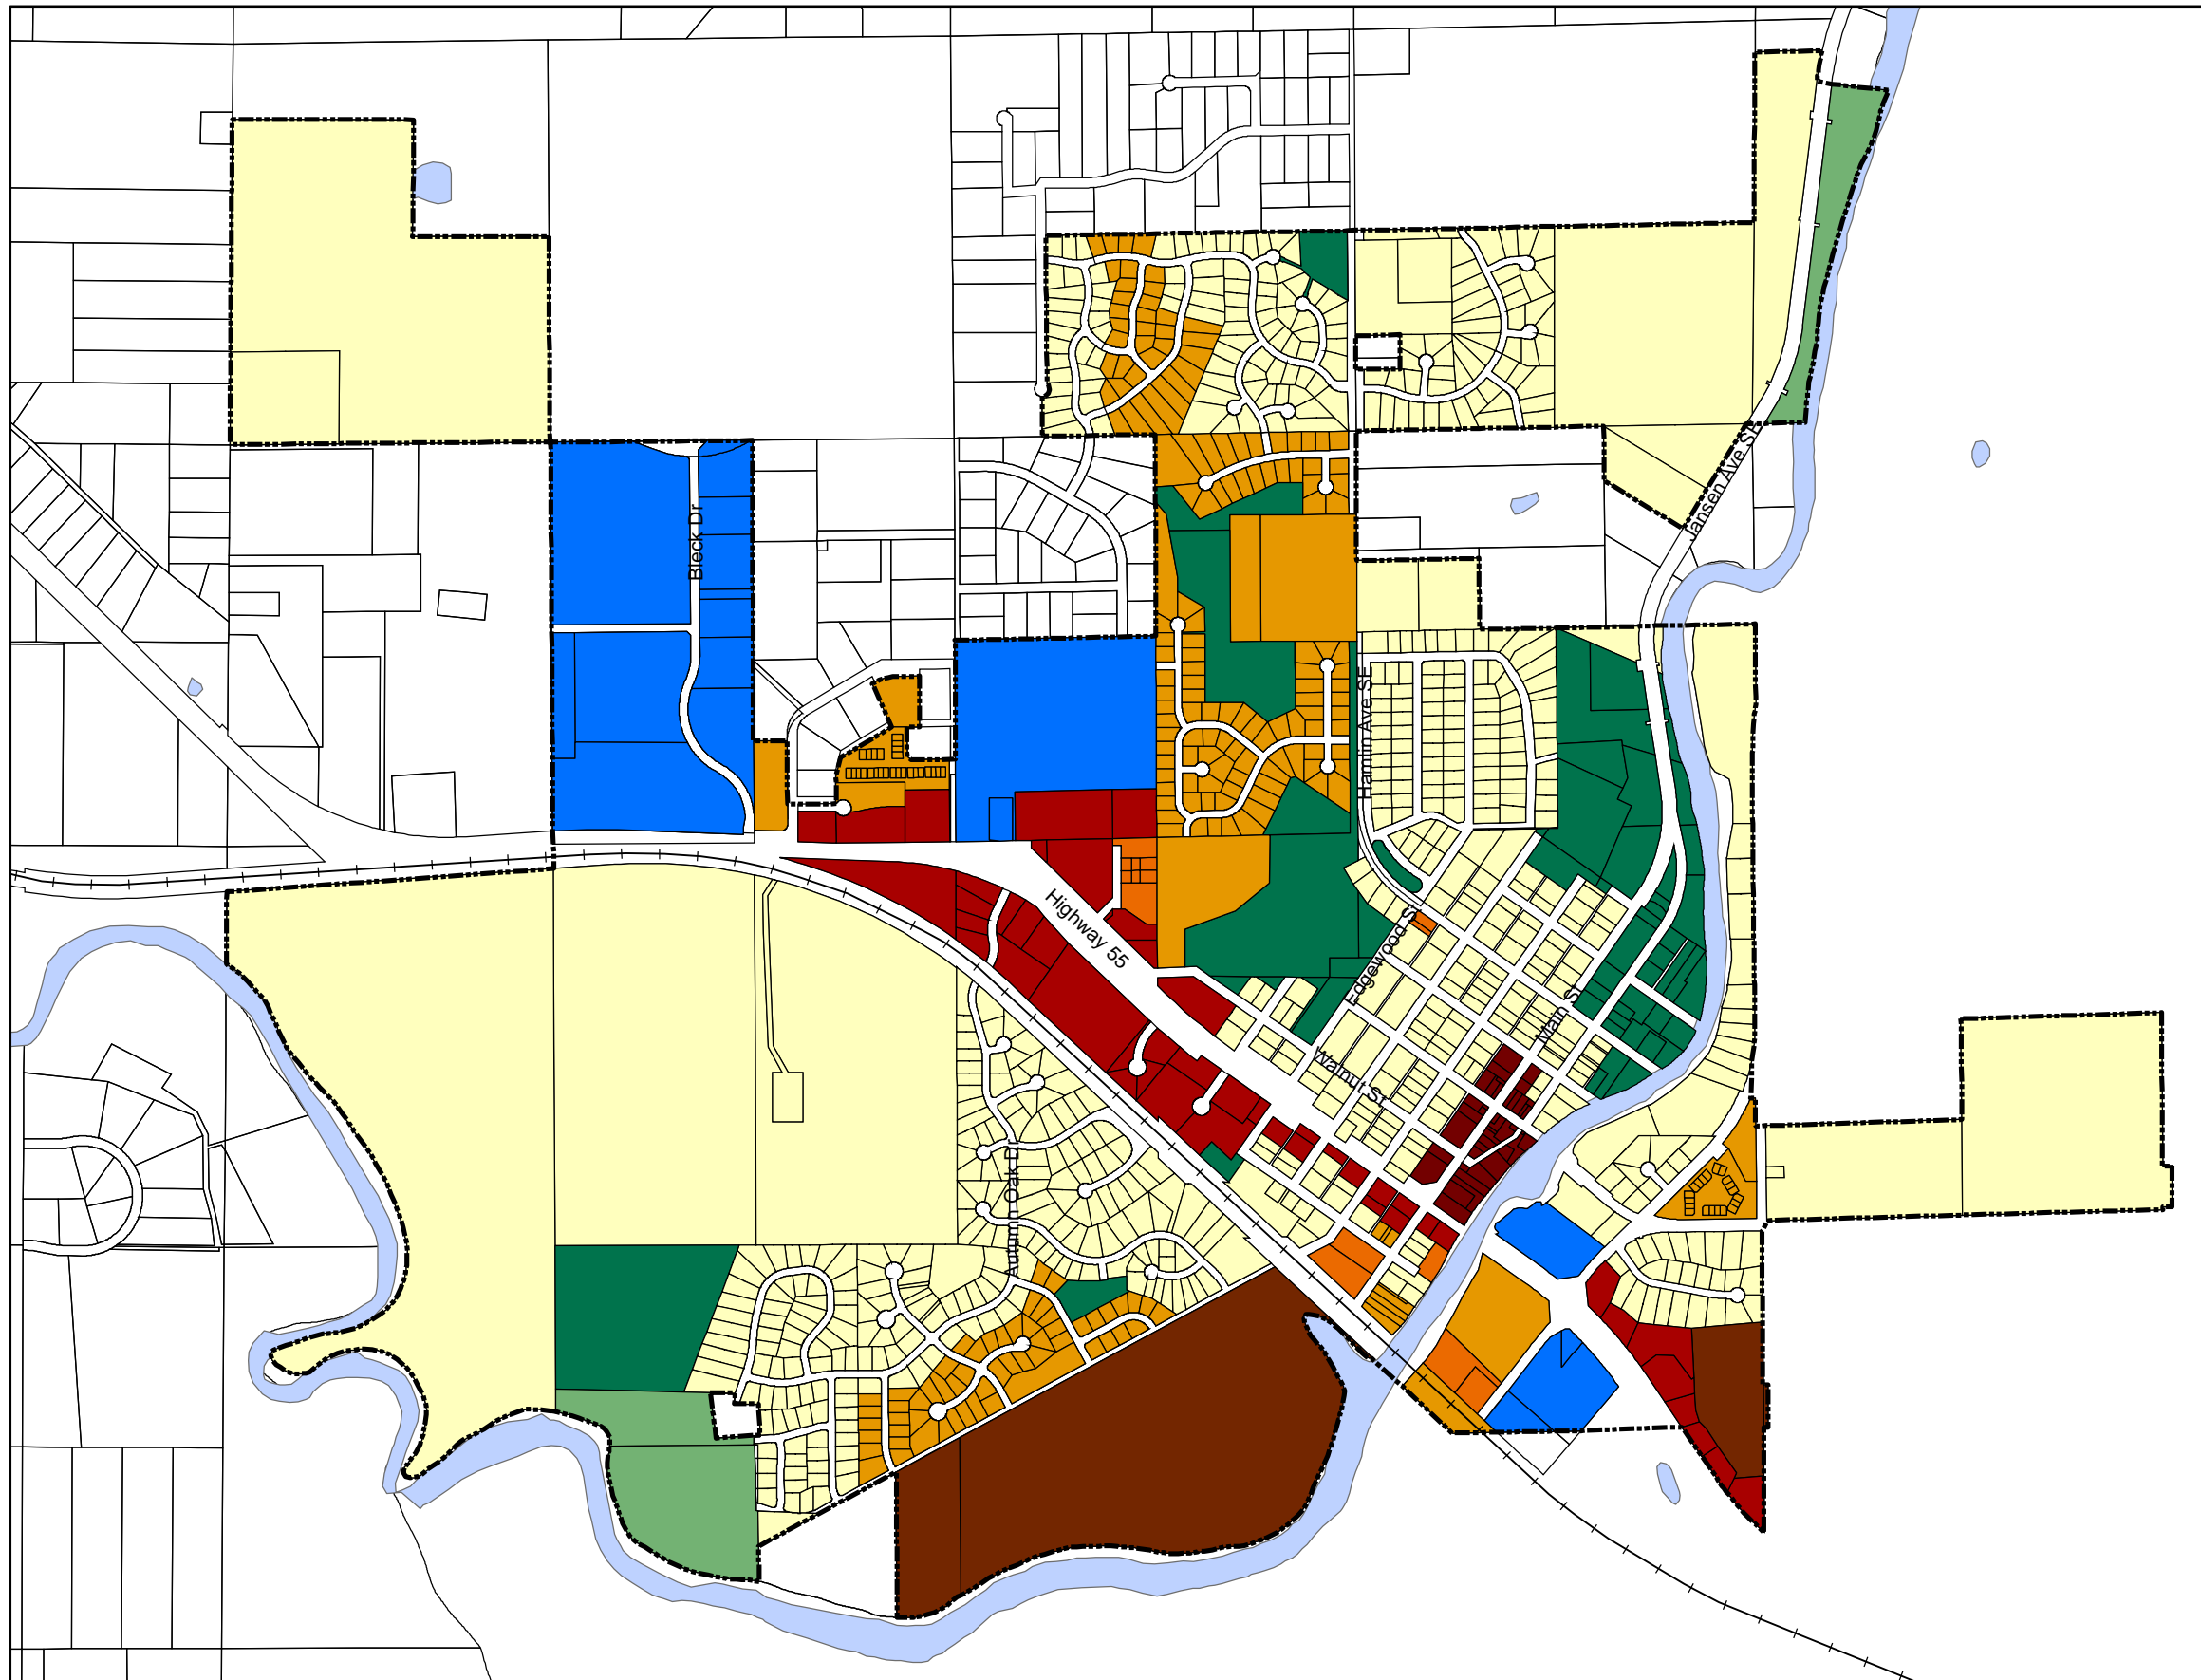 Jansen Ave SE
Bleck Dr
Hamlin Ave SE
Highway 55
Edgewood St
Main St
Walnut St
Autumn Oak Dr